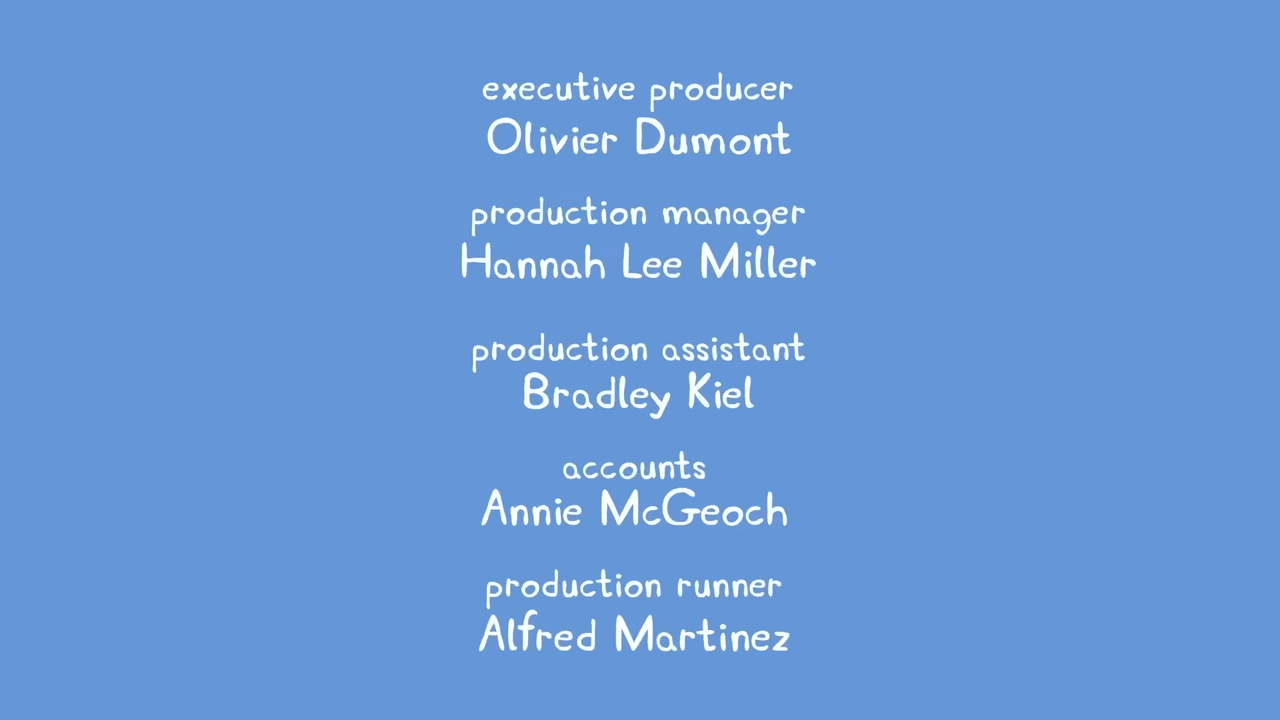 executive producer
Olivier Dumont
production manager
Hannah Lee Miller
production assistant
Bradley Kiel
accounts
Annie McGeoch
production runner
Alfred Martinez